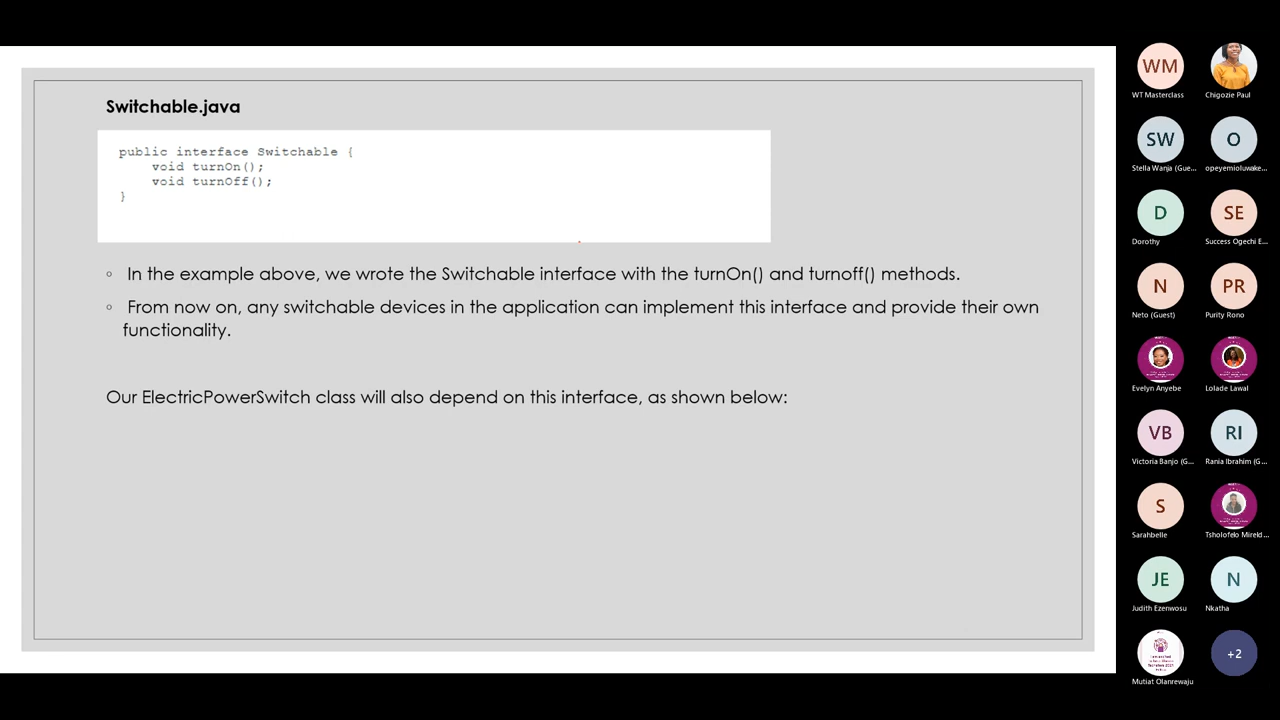 Switchable.java
public interface Switchable {
void turnOn();
void turnOff();
}
◦ In the example above, we wrote the Switchable interface with the turnOn() and turnoff() methods.
◦ From now on, any switchable devices in the application can implement this interface and provide their own
functionality.
Our ElectricPowerSwitch class will also depend on this interface, as shown below:
WM
WT Masterclass
Chigozie Paul
SW
Stella Wanja (Gue...
O
opeyemioluwake...
D
Dorothy
SE
Success Ogechi E...
N
Neto (Guest)
PR
Purity Rono
Evelyn Anyebe
Lolade Lawal
VB
Victoria Banjo (G...
RI
Rania Ibrahim (G...
S
Sarahbelle
Tsholofelo Mireld...
JE
Judith Ezenwosu
N
Nkatha
Mutiat Olanrewaju
+2